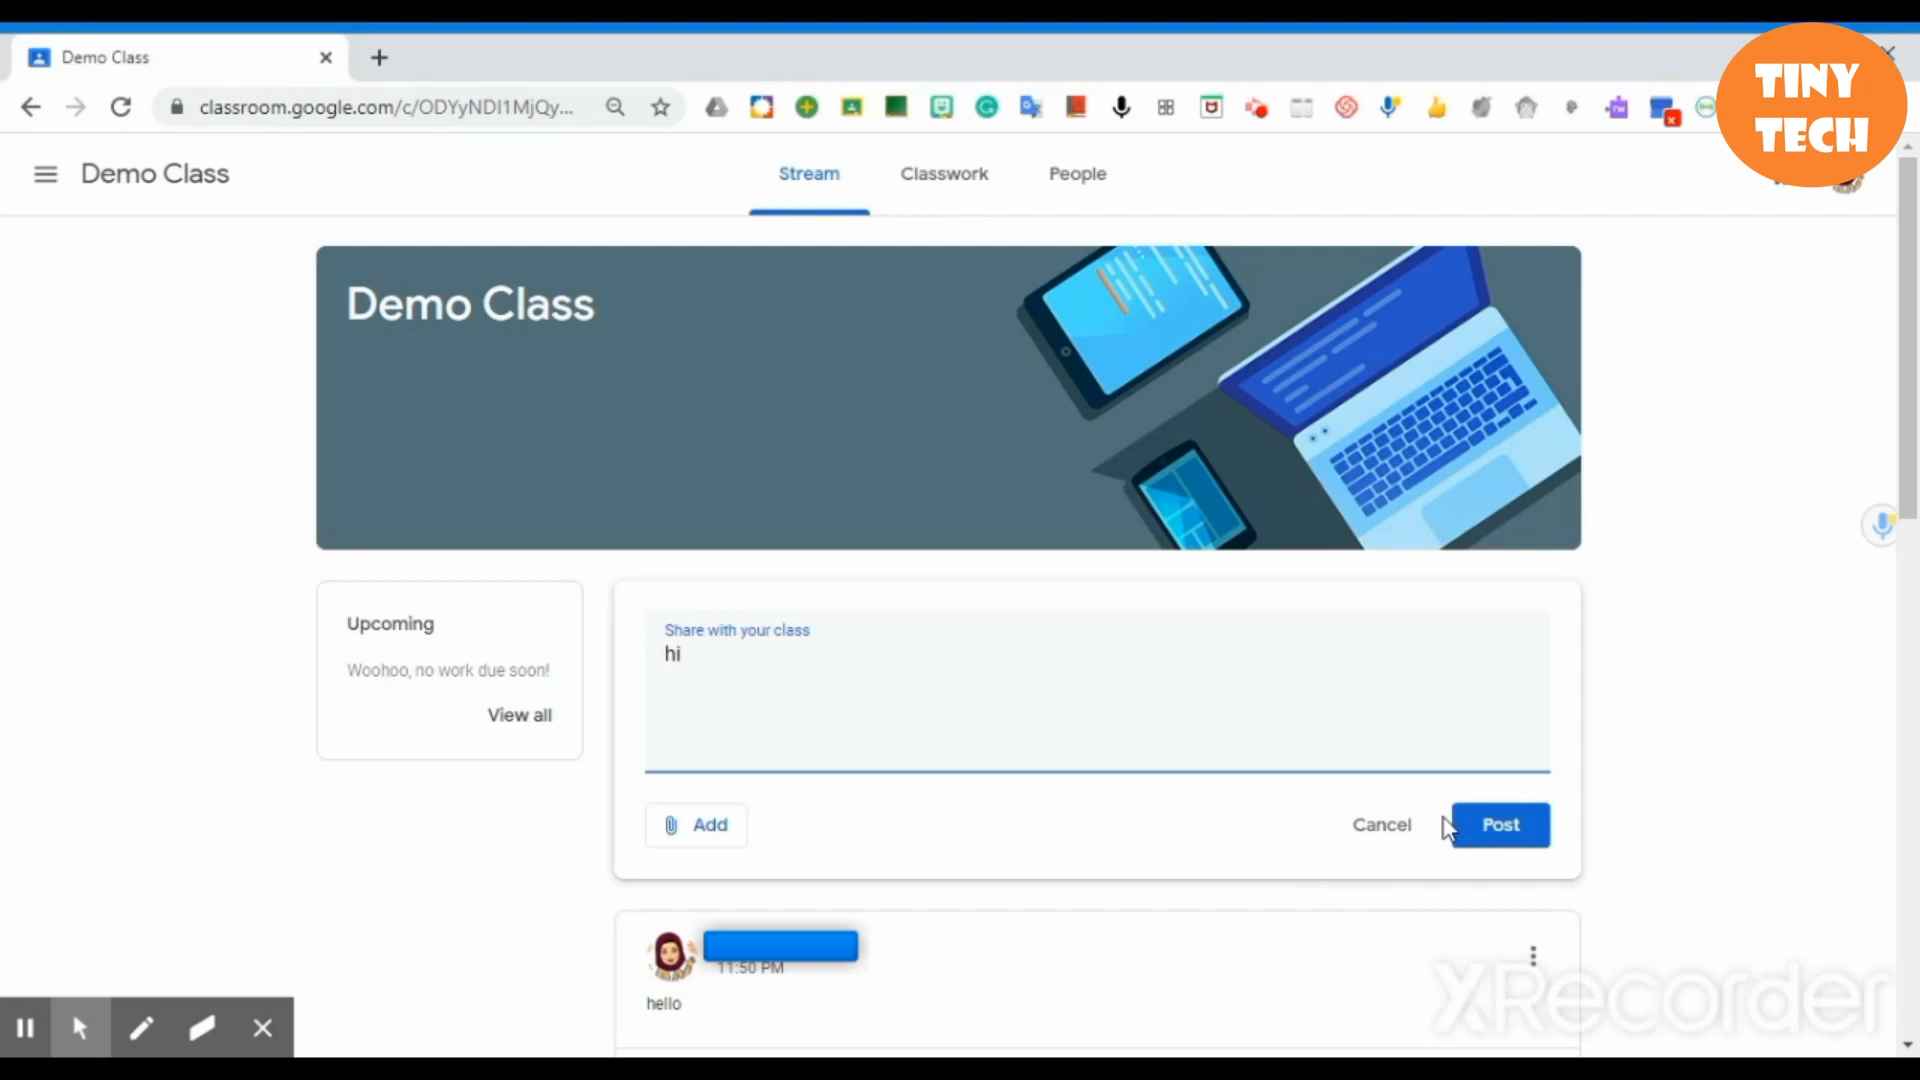 Demo Class
TINY
TECH
classroom.google.com/c/ODYyNDI1MjQy...
Demo Class
Stream
Classwork
People
Demo Class
Upcoming
Woohoo, no work due soon!
View all
Share with your class
hi
Add
Cancel
Post
11:50 PM
hello
XRecorder